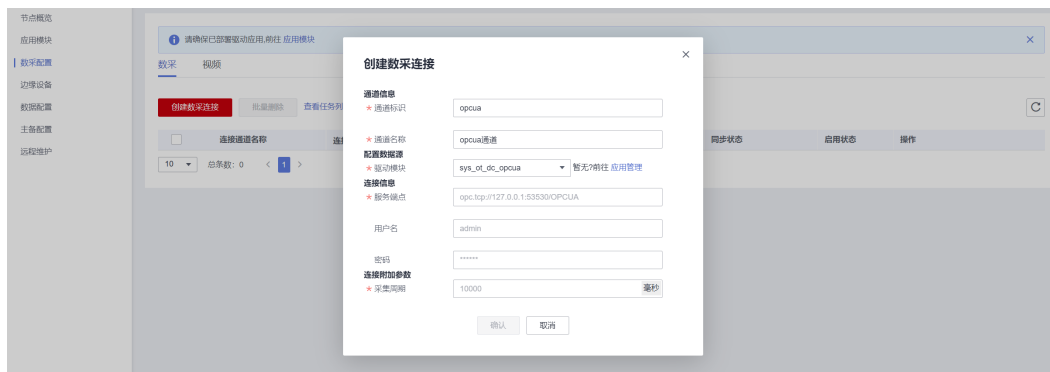 节点概览
应用模块
数采配置
边缘设备
数据配置
主备配置
远程维护
请确保已部署驱动应用,前往 应用模块
数采 视频
创建数采连接 批量删除 查看任务列
连接通道名称 连接 同步状态 启用状态 操作
10 总条数: 0 < 1 >
创建数采连接
通道信息
* 通道标识 opcua
* 通道名称 opcua通道
配置数据源
* 驱动模块 sys_ot_dc_opcua 暂无?前往 应用管理
连接信息
* 服务端点 opc.tcp://127.0.0.1:53530/OPCUA
用户名 admin
密码 ******
连接附加参数
* 采集周期 10000 毫秒
确认 取消